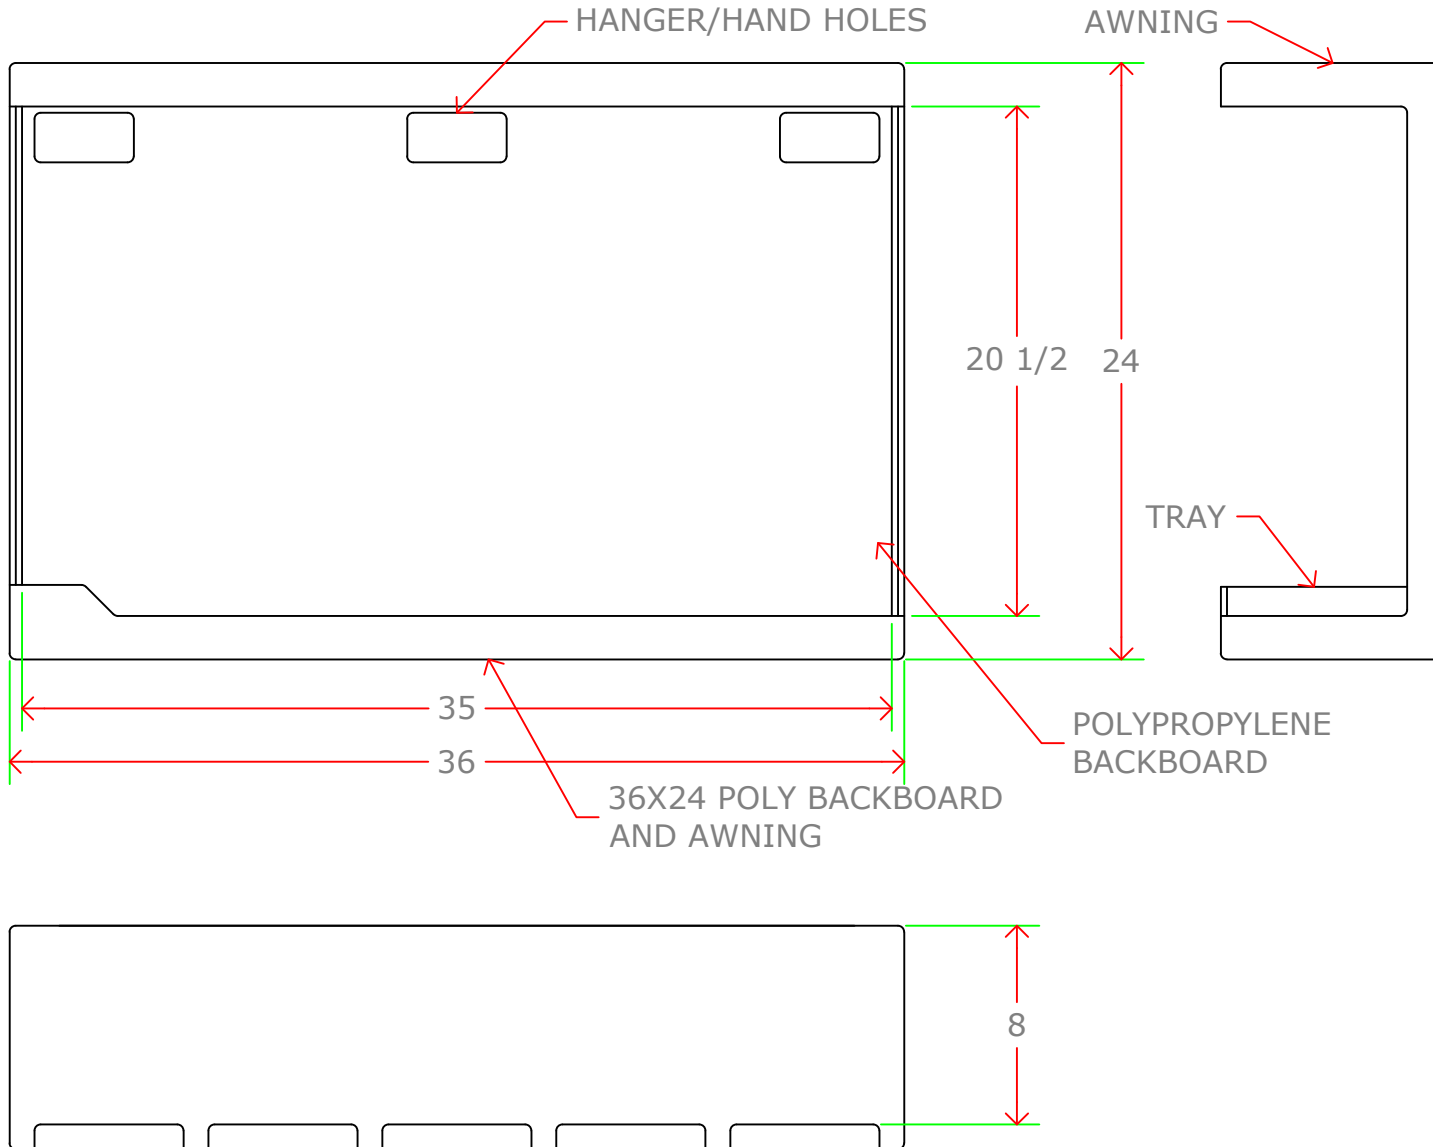 HANGER/HAND HOLES
AWNING
20 1/2
24
TRAY
35
36
POLYPROPYLENE
BACKBOARD
36X24 POLY BACKBOARD
AND AWNING
8